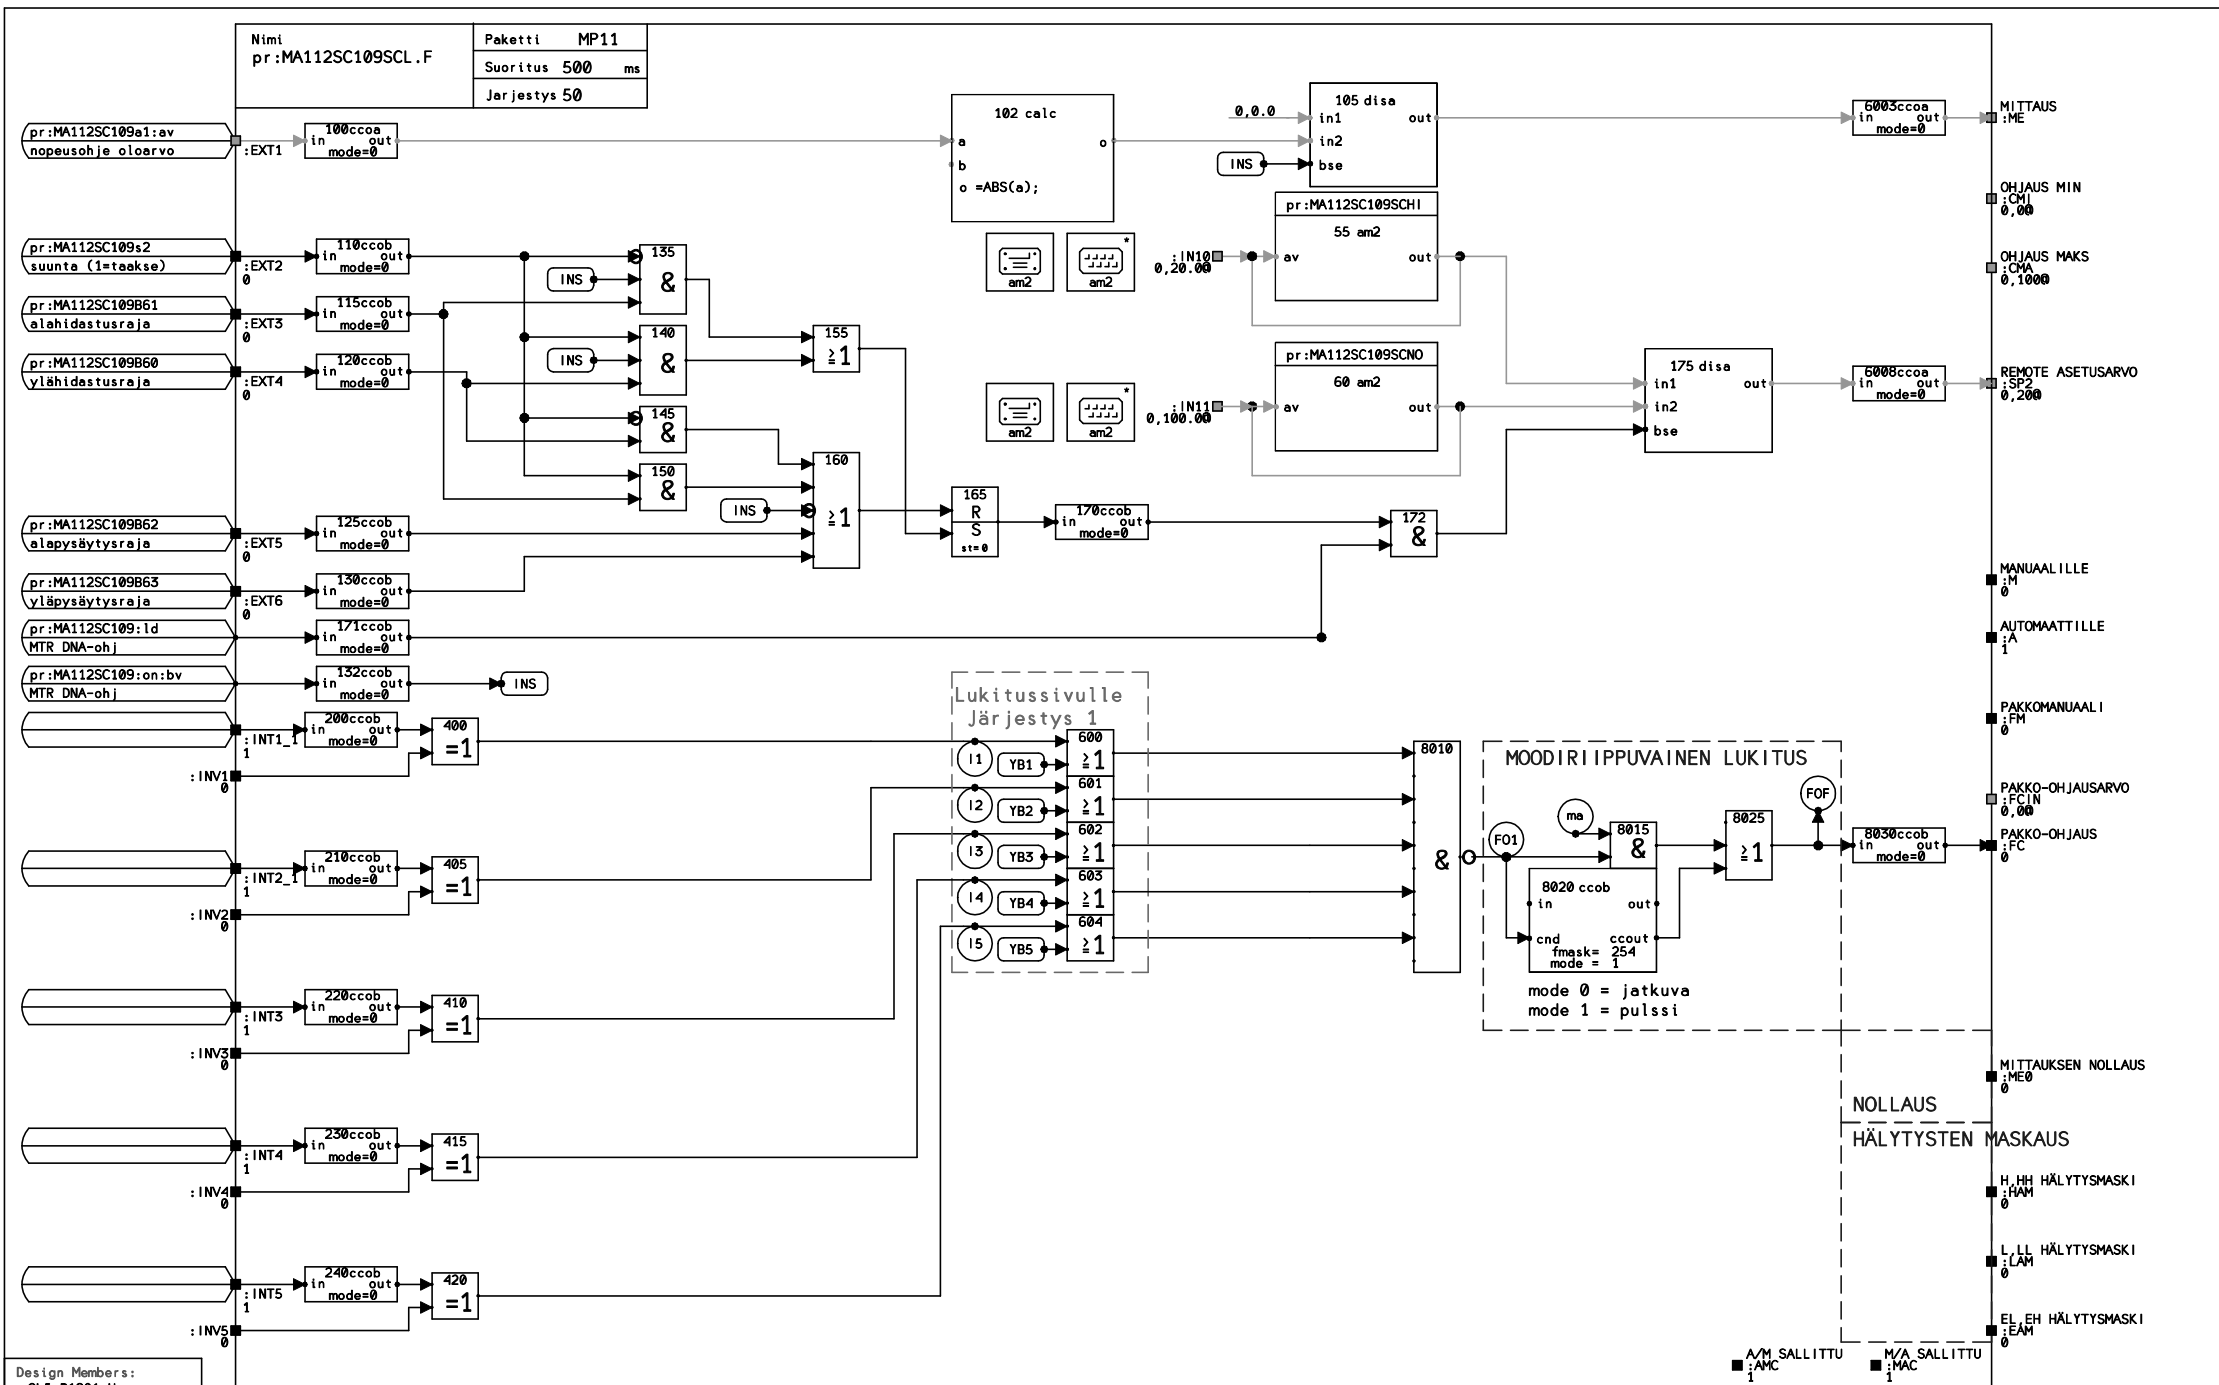 Nimi
pr:MA112SC109SCL.F
Paketti MP11
Suoritus 500 ms
Jarjestys 50
pr:MA112SC109a1:av
nopeusohje oloarvo
:EXT1
100ccoa
in out
mode=0
102 calc
a
o
b
o =ABS(a);
0,0.0
INS
105 disa
in1 out
in2
bse
6003ccoa
in out
mode=0
MITTAUS
:ME
OHJAUS MIN
:CMI
0,0@
OHJAUS MAKS
:CMA
0,100@
pr:MA112SC109s2
suunta (1=taakse)
:EXT2
0
110ccob
in out
mode=0
pr:MA112SC109B61
alahidastusraja
:EXT3
0
115ccob
in out
mode=0
pr:MA112SC109B60
ylähidastusraja
:EXT4
0
120ccob
in out
mode=0
INS
135
&
INS
140
&
145
&
150
&
155
≥1
160
≥1
INS
165
R
S
st=0
170ccob
in out
mode=0
172
&
am2
am2
*
:IN10
0,20.0@
pr:MA112SC109SCHI
55 am2
av out
am2
am2
*
:IN11
0,100.0@
pr:MA112SC109SCNO
60 am2
av out
175 disa
in1 out
in2
bse
6008ccoa
in out
mode=0
REMOTE ASETUSARVO
:SP2
0,20@
pr:MA112SC109B62
alapysäytysraja
:EXT5
0
125ccob
in out
mode=0
pr:MA112SC109B63
yläpysäytysraja
:EXT6
0
130ccob
in out
mode=0
pr:MA112SC109:ld
MTR DNA-ohj
171ccob
in out
mode=0
pr:MA112SC109:on:bv
MTR DNA-ohj
132ccob
in out
mode=0
INS
MANUAALILLE
:M
0
AUTOMAATTILLE
:A
1
PAKKOMANUAALI
:FM
0
PAKKO-OHJAUSARVO
:FCIN
0,0@
PAKKO-OHJAUS
:FC
0
:INT1_1
1
200ccob
in out
mode=0
400
=1
:INV1
0
:INT2_1
1
210ccob
in out
mode=0
405
=1
:INV2
0
:INT3
1
220ccob
in out
mode=0
410
=1
:INV3
0
:INT4
1
230ccob
in out
mode=0
415
=1
:INV4
0
:INT5
1
240ccob
in out
mode=0
420
=1
:INV5
0
Lukitussivulle
Järjestys 1
I1
YB1
600
≥1
I2
YB2
601
≥1
I3
YB3
602
≥1
I4
YB4
603
≥1
I5
YB5
604
≥1
8010
&
MOODIRIIPPUVAINEN LUKITUS
FO1
ma
8015
&
8020 ccob
in out
cnd ccout
fmask= 254
mode = 1
8025
≥1
FOF
8030ccob
in out
mode=0
mode 0 = jatkuva
mode 1 = pulssi
MITTAUKSEN NOLLAUS
:ME0
0
NOLLAUS
HÄLYTYSTEN MASKAUS
H,HH HÄLYTYSMASKI
:HAM
0
L,LL HÄLYTYSMASKI
:LAM
0
EL,EH HÄLYTYSMASKI
:EAM
0
A/M SALLITTU
:AMC
1
M/A SALLITTU
:MAC
1
Design Members: